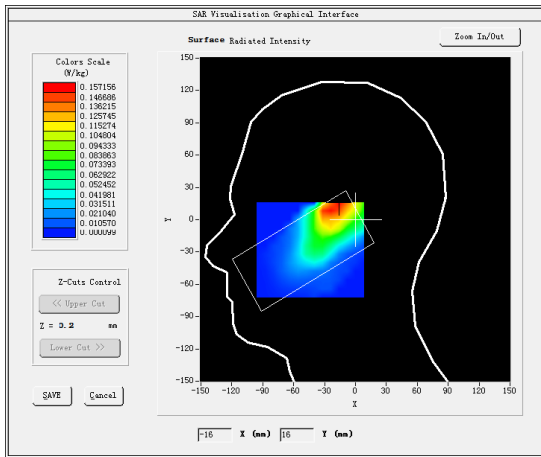 SAR Visualisation Graphical Interface
Surface Radiated Intensity
Zoom In/Out
Colors Scale
(W/kg)
0.157156
0.146686
0.136215
0.125745
0.115274
0.104804
0.094333
0.083863
0.073393
0.062922
0.052452
0.041981
0.031511
0.021040
0.010570
0.000099
Z-Cuts Control
<< Upper Cut
Z = 0.2 mm
Lower Cut >>
SAVE Cancel
150
120
90
60
30
0
-30
-60
-90
-120
-150
Y
-150 -120 -90 -60 -30 0 30 60 90 120 150
X
-16 X (mm) 16 Y (mm)